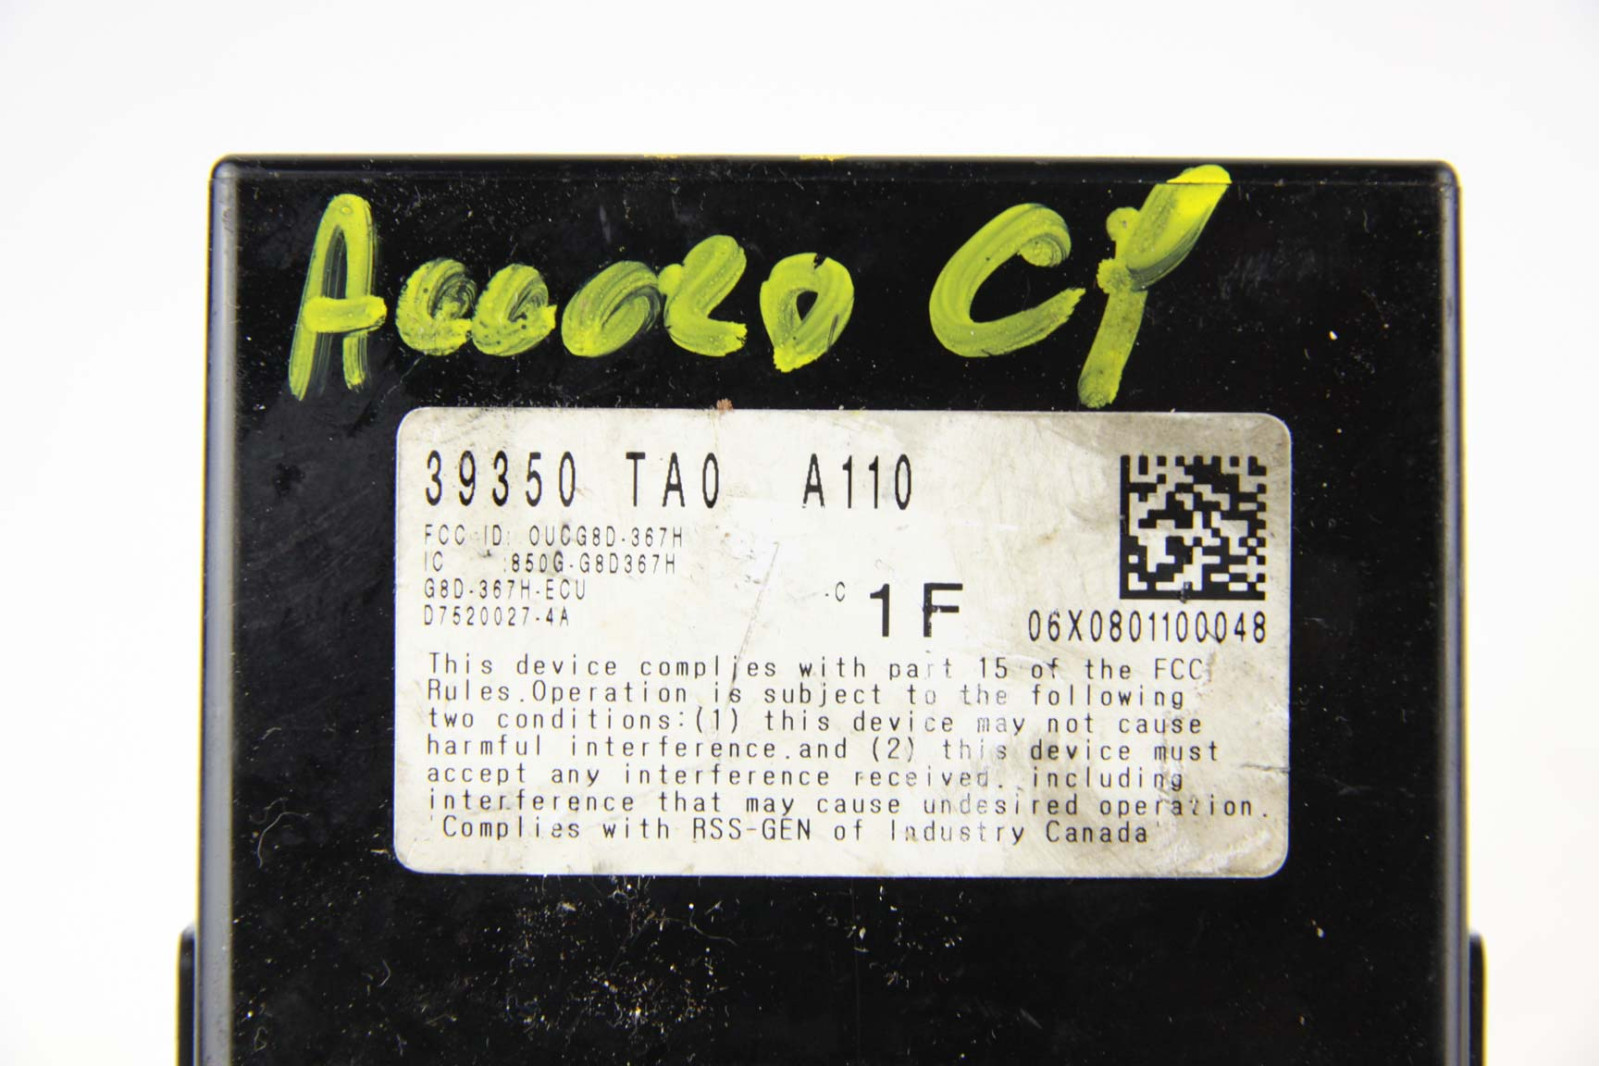 Accord C1
39350 TA0 A110
FCC ID: OUCG8D-367H
IC :850G-G8D367H
G8D-367H-ECU
D7520027-4A
-C 1F
06X0801100048
This device complies with part 15 of the FCC
Rules.Operation is subject to the following
two conditions:(1) this device may not cause
harmful interference.and (2) this device must
accept any interference received. including
interference that may cause undesired operation.
'Complies with RSS-GEN of Industry Canada'